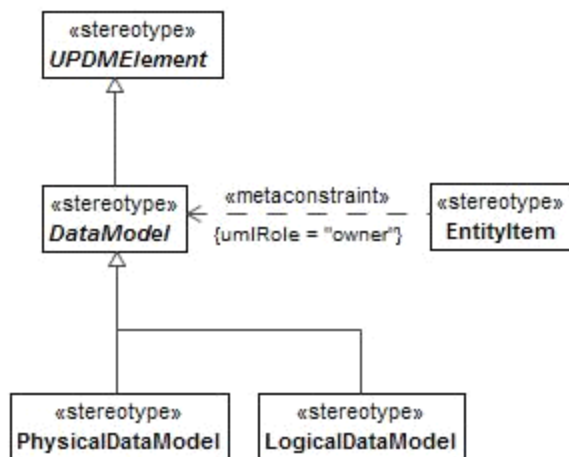 «stereotype»
UPDMElement
«stereotype»
DataModel
«metaconstraint»
{umlRole = "owner"}
«stereotype»
EntityItem
«stereotype»
PhysicalDataModel
«stereotype»
LogicalDataModel